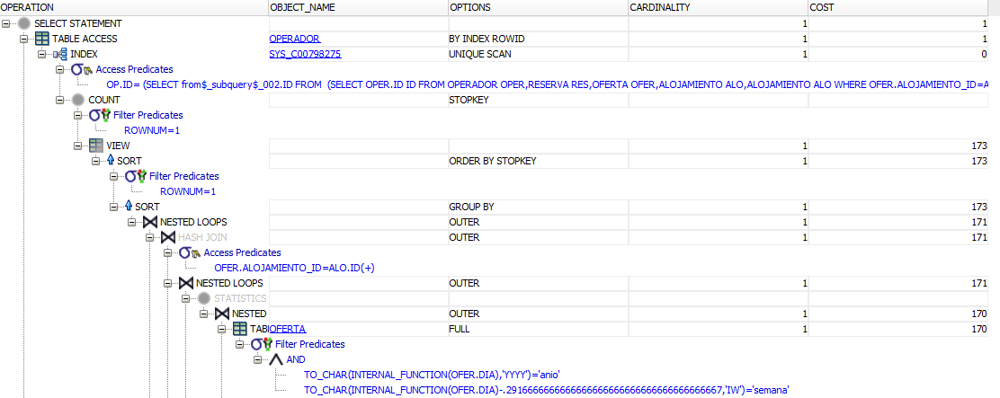 OPERATION OBJECT_NAME OPTIONS CARDINALITY COST
SELECT STATEMENT 1 1
TABLE ACCESS OPERADOR BY INDEX ROWID 1 1
INDEX SYS_C00798275 UNIQUE SCAN 1 0
Access Predicates
OP.ID= (SELECT from$_subquery$_002.ID FROM (SELECT OPER.ID ID FROM OPERADOR OPER,RESERVA RES,OFERTA OFER,ALOJAMIENTO ALO,ALOJAMIENTO ALO WHERE OFER.ALOJAMIENTO_ID=A
COUNT STOPKEY
Filter Predicates
ROWNUM=1
VIEW 1 173
SORT ORDER BY STOPKEY 1 173
Filter Predicates
ROWNUM=1
SORT GROUP BY 1 173
NESTED LOOPS OUTER 1 171
HASH JOIN OUTER 1 171
Access Predicates
OFER.ALOJAMIENTO_ID=ALO.ID(+)
NESTED LOOPS OUTER 1 171
STATISTICS
NESTED OUTER 1 170
TAB OFERTA FULL 1 170
Filter Predicates
AND
TO_CHAR(INTERNAL_FUNCTION(OFER.DIA),'YYYY')='anio'
TO_CHAR(INTERNAL_FUNCTION(OFER.DIA)-.2916666666666666666666666666666666666667,'IW')='semana'